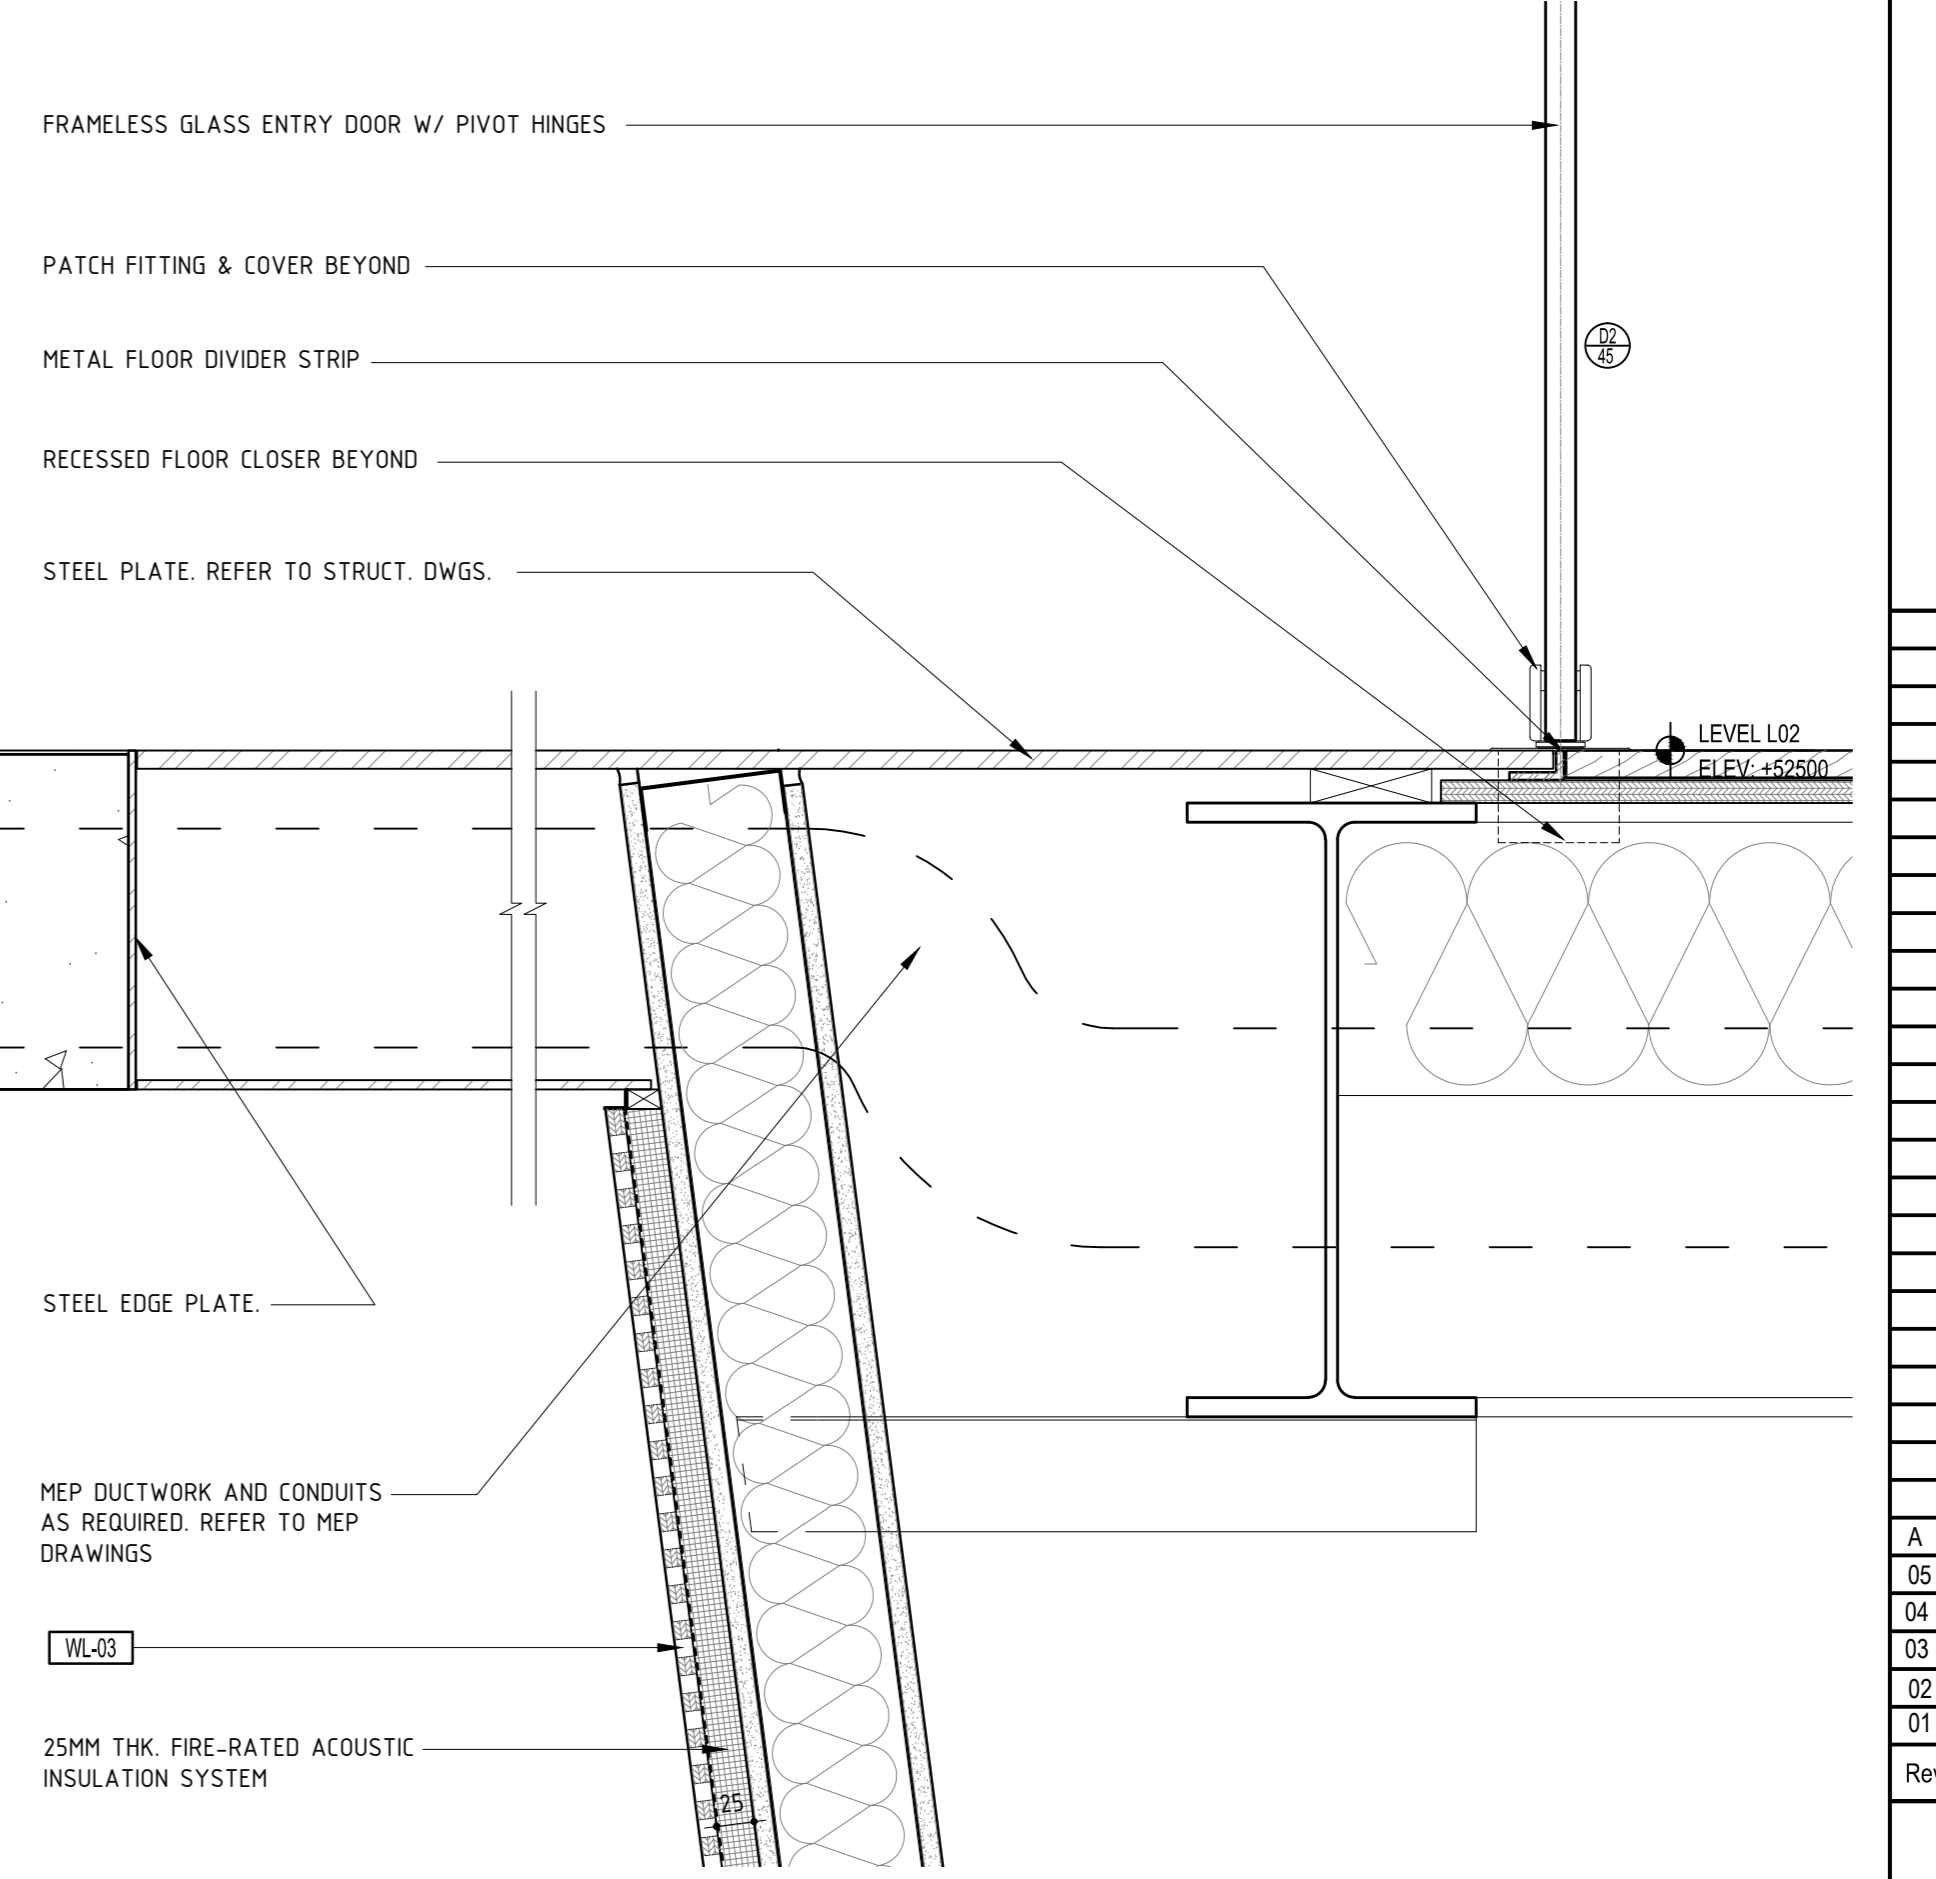 FRAMELESS GLASS ENTRY DOOR W/ PIVOT HINGES
PATCH FITTING & COVER BEYOND
D2
45
METAL FLOOR DIVIDER STRIP
RECESSED FLOOR CLOSER BEYOND
STEEL PLATE. REFER TO STRUCT. DWGS.
LEVEL L02
ELEV: +52500
STEEL EDGE PLATE.
MEP DUCTWORK AND CONDUITS
AS REQUIRED. REFER TO MEP
DRAWINGS
WL-03
25MM THK. FIRE-RATED ACOUSTIC
INSULATION SYSTEM
25
A
05
04
03
02
01